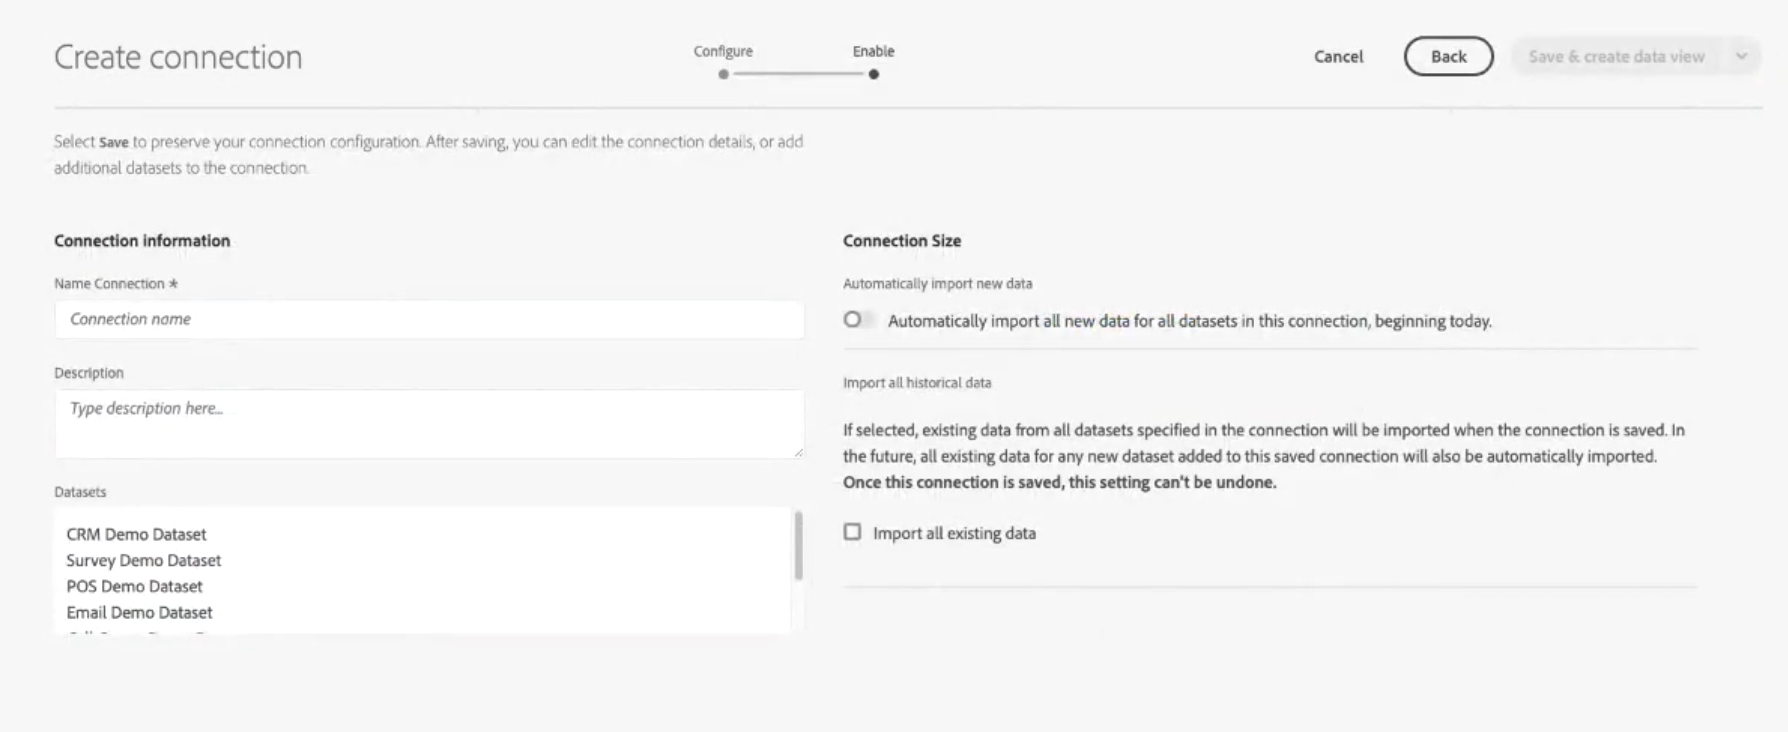 Create connection
Configure
Enable
Cancel
Back
Save & create data view
Select Save to preserve your connection configuration. After saving, you can edit the connection details, or add
additional datasets to the connection.
Connection information
Name Connection *
Connection name
Description
Type description here...
Datasets
CRM Demo Dataset
Survey Demo Dataset
POS Demo Dataset
Email Demo Dataset
Connection Size
Automatically import new data
Automatically import all new data for all datasets in this connection, beginning today.
Import all historical data
If selected, existing data from all datasets specified in the connection will be imported when the connection is saved. In
the future, all existing data for any new dataset added to this saved connection will also be automatically imported.
Once this connection is saved, this setting can't be undone.
Import all existing data